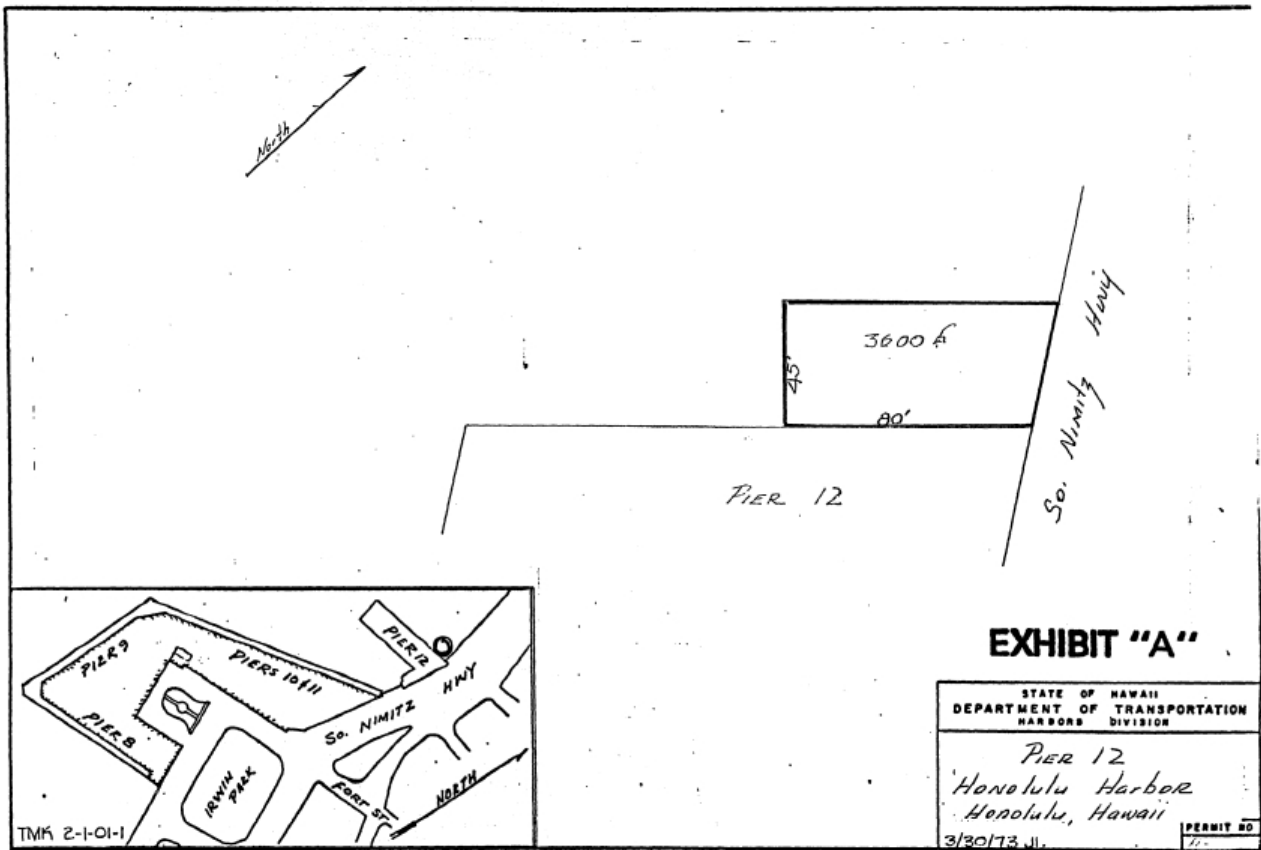 North
3600
45'
80'
So. Nimitz Hwy
PIER 12
PIER 9
PIERS 10 & 11
PIER 8
PIER 12
So. NIMITZ HWY
IRWIN PARK
FORT ST
NORTH
TMK 2-1-01-1
EXHIBIT "A"
STATE OF HAWAII
DEPARTMENT OF TRANSPORTATION
HARBORS DIVISION
PIER 12
Honolulu Harbor
Honolulu, Hawaii
3/30/73 JI.
PERMIT NO